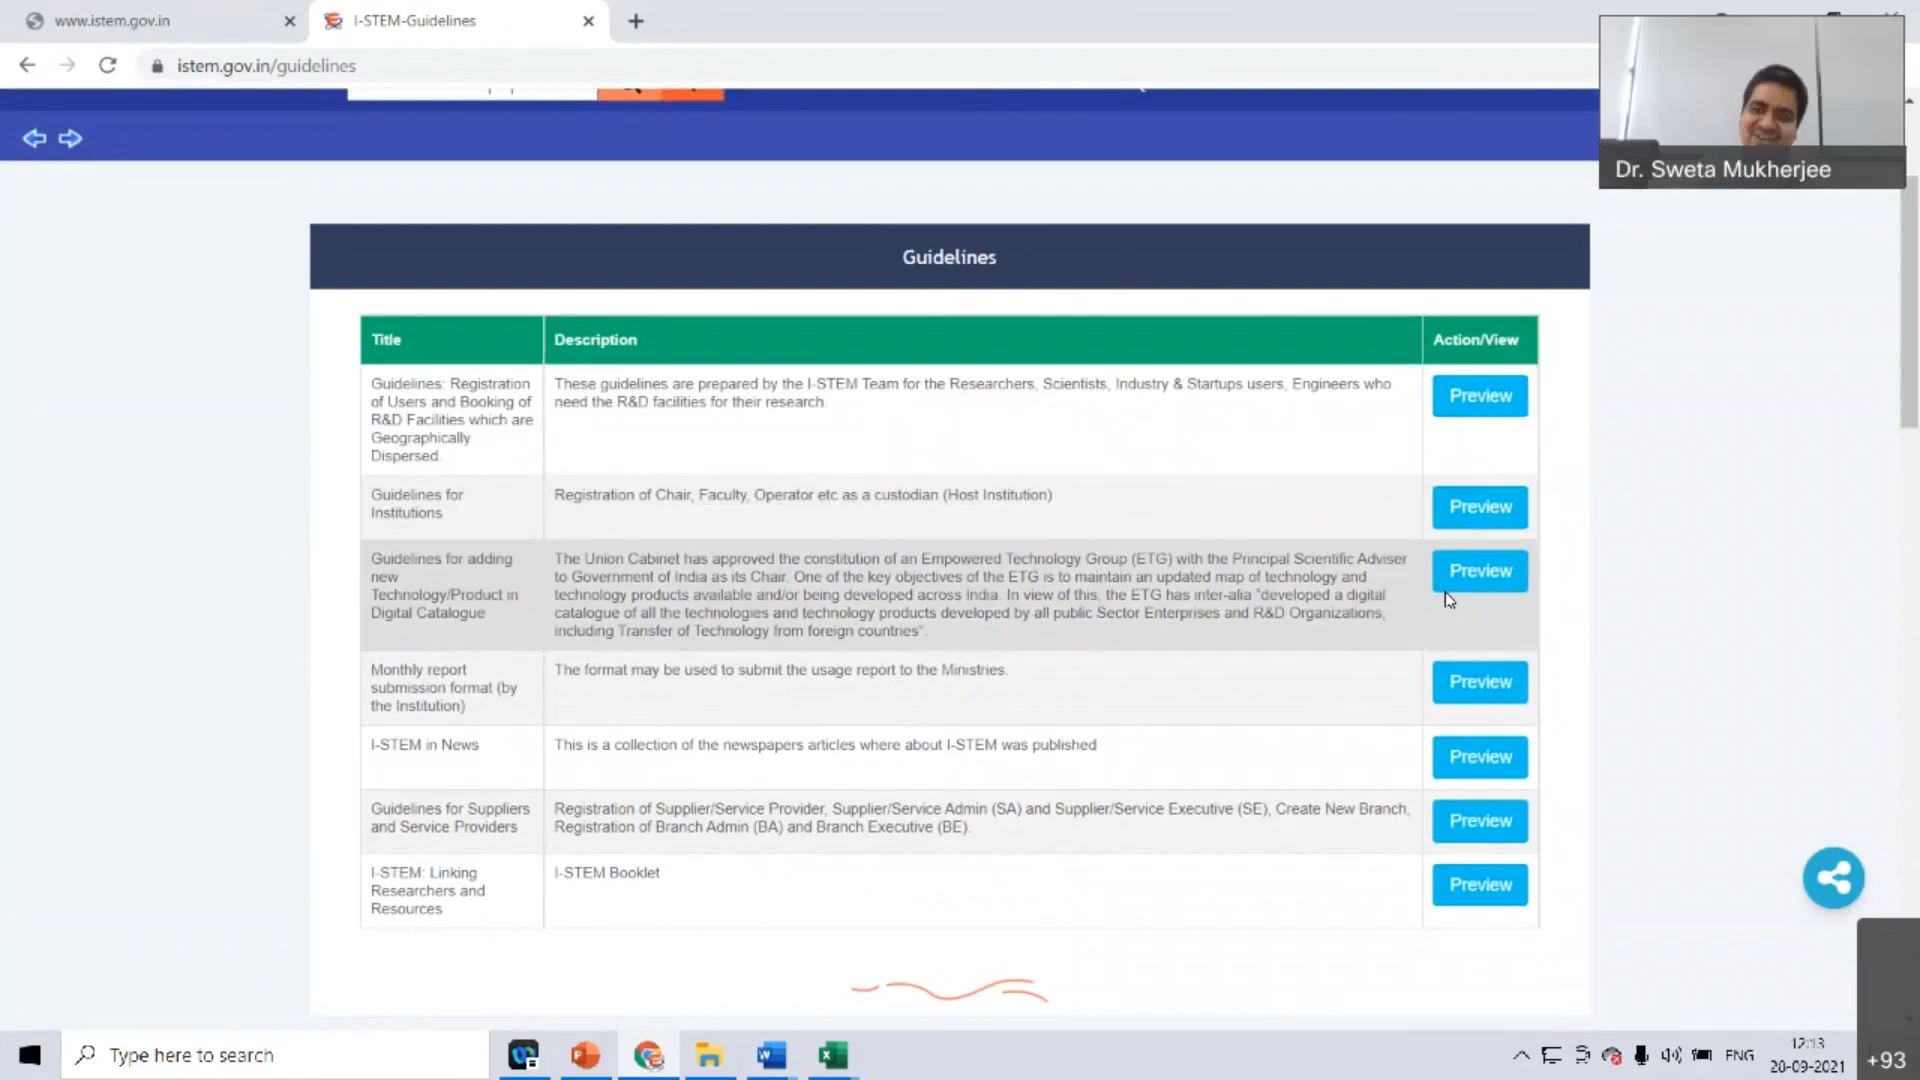 www.istem.gov.in
I-STEM-Guidelines
istem.gov.in/guidelines
Dr. Sweta Mukherjee
Guidelines
Title
Description
Action/View
Guidelines: Registration
of Users and Booking of
R&D Facilities which are
Geographically
Dispersed.
These guidelines are prepared by the I-STEM Team for the Researchers, Scientists, Industry & Startups users, Engineers who
need the R&D facilities for their research.
Preview
Guidelines for
Institutions
Registration of Chair, Faculty, Operator etc as a custodian (Host Institution)
Preview
Guidelines for adding
new
Technology/Product in
Digital Catalogue
The Union Cabinet has approved the constitution of an Empowered Technology Group (ETG) with the Principal Scientific Adviser
to Government of India as its Chair. One of the key objectives of the ETG is to maintain an updated map of technology and
technology products available and/or being developed across India. In view of this, the ETG has inter-alia "developed a digital
catalogue of all the technologies and technology products developed by all public Sector Enterprises and R&D Organizations,
including Transfer of Technology from foreign countries".
Preview
Monthly report
submission format (by
the Institution)
The format may be used to submit the usage report to the Ministries.
Preview
I-STEM in News
This is a collection of the newspapers articles where about I-STEM was published
Preview
Guidelines for Suppliers
and Service Providers
Registration of Supplier/Service Provider, Supplier/Service Admin (SA) and Supplier/Service Executive (SE), Create New Branch,
Registration of Branch Admin (BA) and Branch Executive (BE).
Preview
I-STEM: Linking
Researchers and
Resources
I-STEM Booklet
Preview
Type here to search
ENG
12:13
20-09-2021
+93